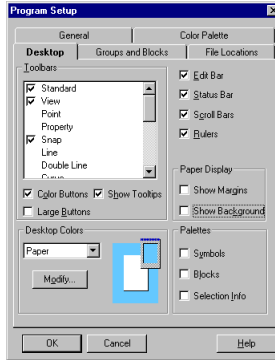 Program Setup
General Color Palette
Desktop Groups and Blocks File Locations
Toolbars
Standard
View
Point
Property
Snap
Line
Double Line
Curve
Edit Bar
Status Bar
Scroll Bars
Rulers
Color Buttons Show Tooltips
Large Buttons
Paper Display
Show Margins
Show Background
Desktop Colors
Paper
Modify...
Palettes
Symbols
Blocks
Selection Info
OK Cancel Help